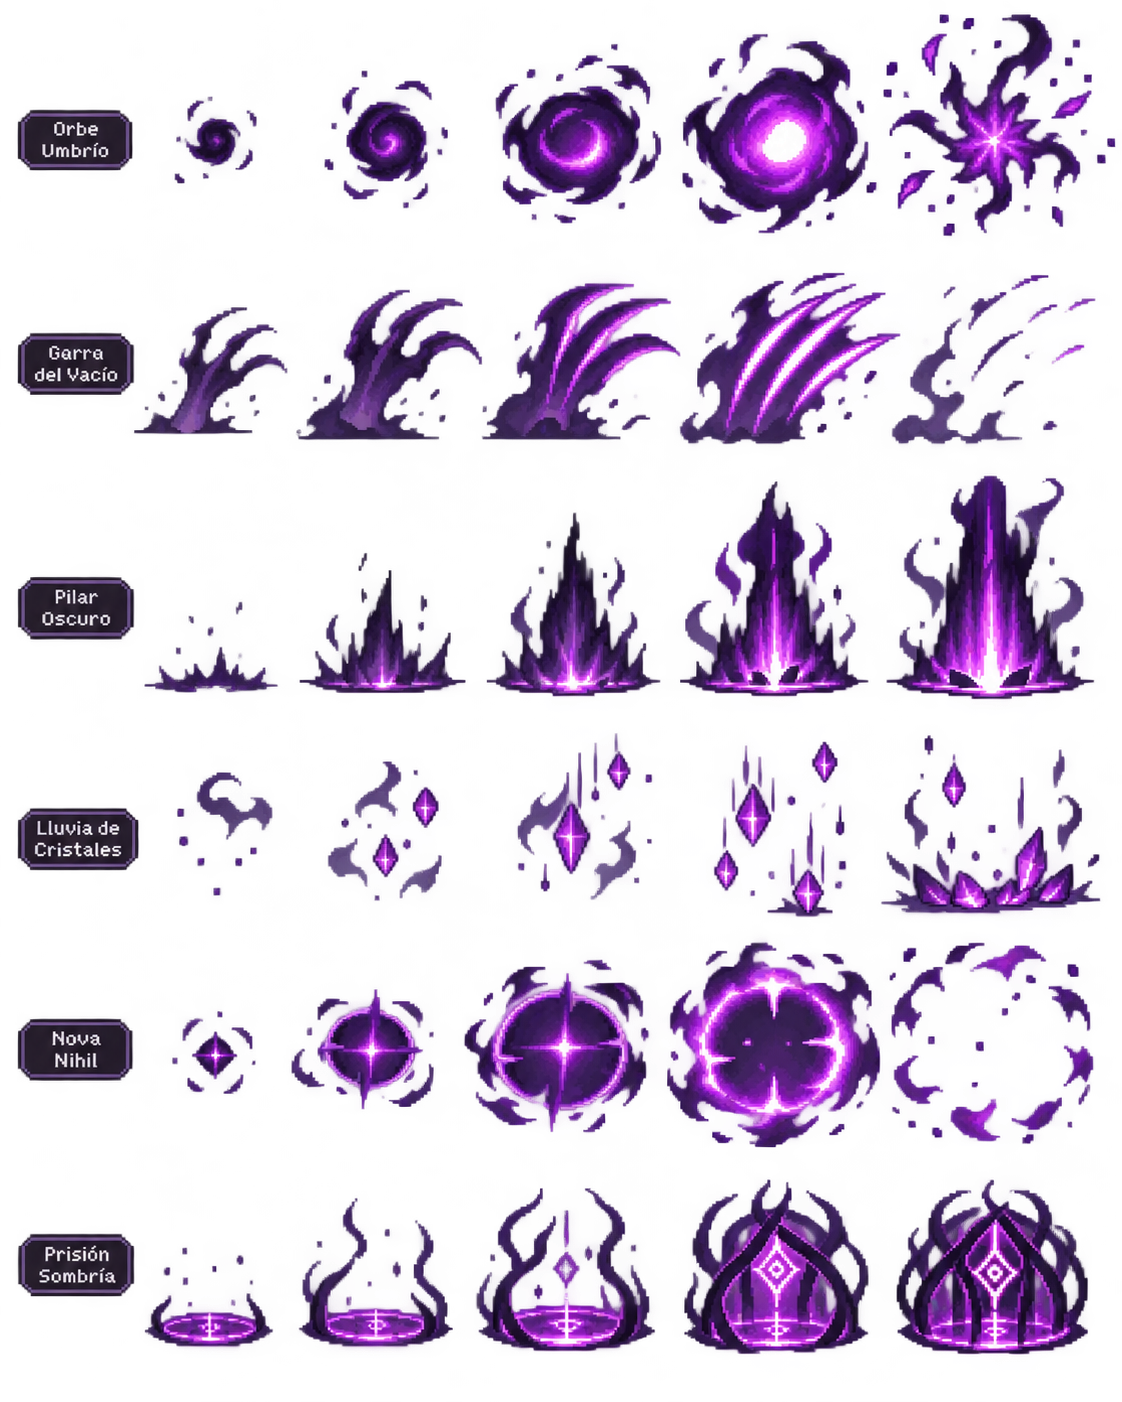 Orbe
Umbrío
Garra
del Vacío
Pilar
Oscuro
Lluvia de
Cristales
Nova
Nihil
Prisión
Sombría